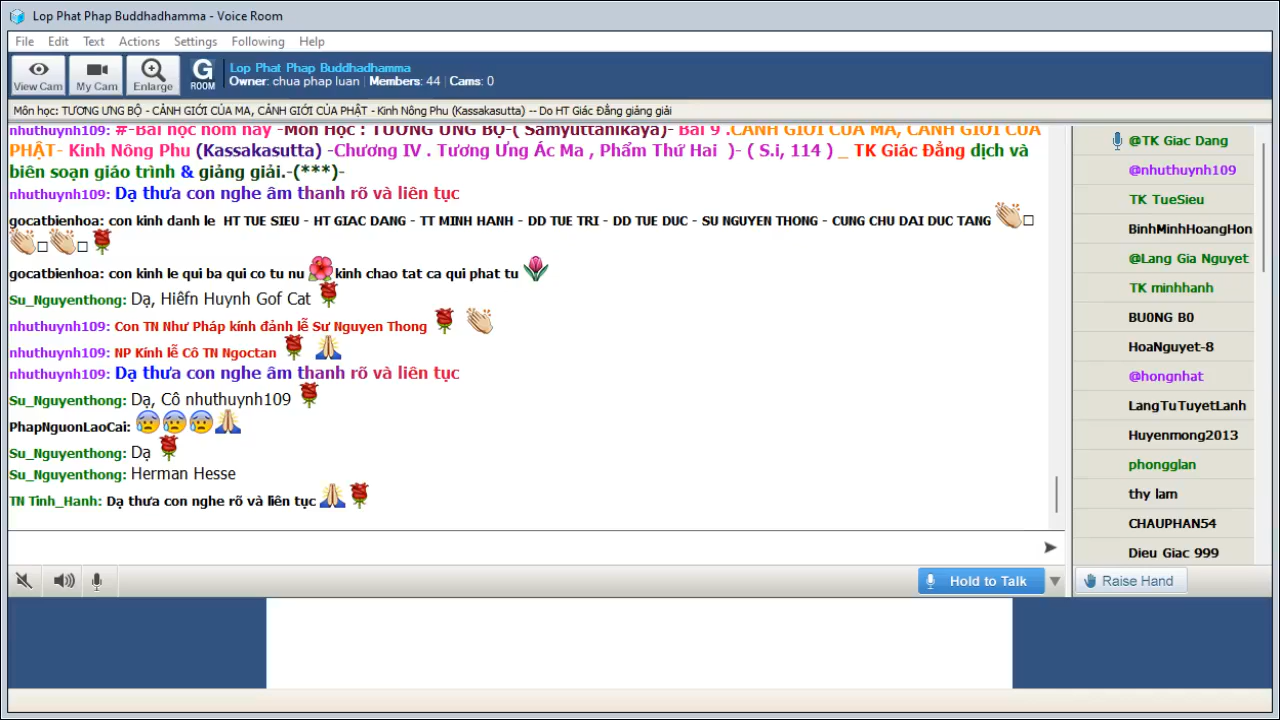 Lop Phat Phap Buddhadhamma - Voice Room
File Edit Text Actions Settings Following Help
View Cam My Cam Enlarge G ROOM
Lop Phat Phap Buddhadhamma
Owner: chua phap luan | Members: 44 | Cams: 0
Môn học: TƯƠNG ƯNG BỘ - CẢNH GIỚI CỦA MA, CẢNH GIỚI CỦA PHẬT - Kinh Nông Phu (Kassakasutta) -- Do HT Giác Đẳng giảng giải
nhuthuynh109: #-Bài học hôm nay -Môn Học : TƯƠNG ƯNG BỘ-( Samyuttanikaya)- Bài 9 .CẢNH GIỚI CỦA MA, CẢNH GIỚI CỦA
PHẬT- Kinh Nông Phu (Kassakasutta) -Chương IV . Tương Ưng Ác Ma , Phẩm Thứ Hai )- ( S.i, 114 ) _ TK Giác Đẳng dịch và
biên soạn giáo trình & giảng giải.-(***)-
nhuthuynh109: Dạ thưa con nghe âm thanh rõ và liên tục
gocatbienhoa: con kinh danh le HT TUE SIEU - HT GIAC DANG - TT MINH HANH - DD TUE TRI - DD TUE DUC - SU NGUYEN THONG - CUNG CHU DAI DUC TANG
gocatbienhoa: con kinh le qui ba qui co tu nu kinh chao tat ca qui phat tu
Su_Nguyenthong: Dạ, Hiêfn Huynh Gof Cat
nhuthuynh109: Con TN Như Pháp kính đảnh lễ Sư Nguyen Thong
nhuthuynh109: NP Kính lễ Cô TN Ngoctan
nhuthuynh109: Dạ thưa con nghe âm thanh rõ và liên tục
Su_Nguyenthong: Dạ, Cô nhuthuynh109
PhapNguonLaoCai:
Su_Nguyenthong: Dạ
Su_Nguyenthong: Herman Hesse
TN Tinh_Hanh: Dạ thưa con nghe rõ và liên tục
@TK Giac Dang
@nhuthuynh109
TK TueSieu
BinhMinhHoangHon
@Lang Gia Nguyet
TK minhhanh
BU0NG B0
HoaNguyet-8
@hongnhat
LangTuTuyetLanh
Huyenmong2013
phongglan
thy lam
CHAUPHAN54
Dieu Giac 999
Hold to Talk
Raise Hand